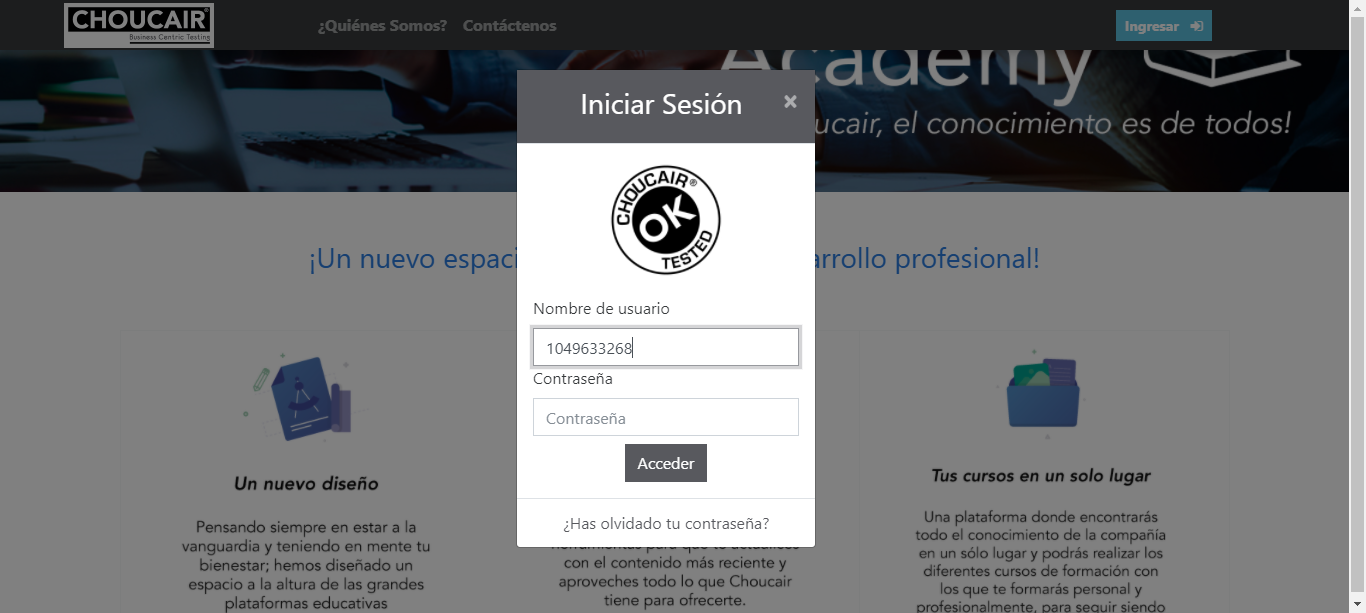 CHOUCAIR®
Business Centric Testing
¿Quiénes Somos?
Contáctenos
Ingresar
Academy
ucair, el conocimiento es de todos!
Iniciar Sesión
×
CHOUCAIR®
OK
TESTED
¡Un nuevo espaci
rrollo profesional!
Nombre de usuario
1049633268
Contraseña
Contraseña
Acceder
¿Has olvidado tu contraseña?
Un nuevo diseño
Pensando siempre en estar a la
vanguardia y teniendo en mente tu
bienestar; hemos diseñado un
espacio a la altura de las grandes
plataformas educativas
herramientas para que te actualices
con el contenido más reciente y
aproveches todo lo que Choucair
tiene para ofrecerte.
Tus cursos en un solo lugar
Una plataforma donde encontrarás
todo el conocimiento de la compañía
en un sólo lugar y podrás realizar los
diferentes cursos de formación con
los que te formarás personal y
profesionalmente, para seguir siendo